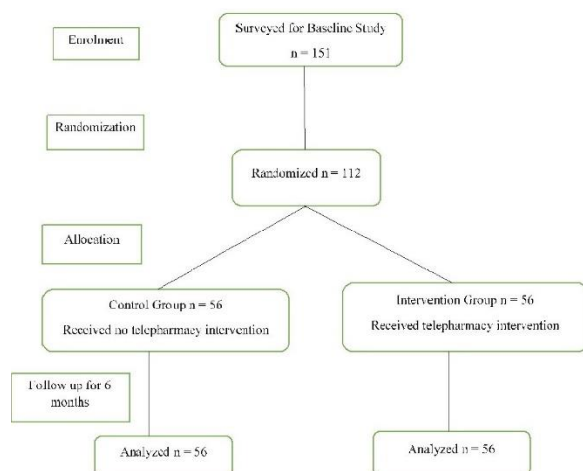 Enrolment
Surveyed for Baseline Study
n = 151
Randomization
Randomized n = 112
Allocation
Control Group n = 56
Received no telepharmacy intervention
Intervention Group n = 56
Received telepharmacy intervention
Follow up for 6
months
Analyzed n = 56
Analyzed n = 56